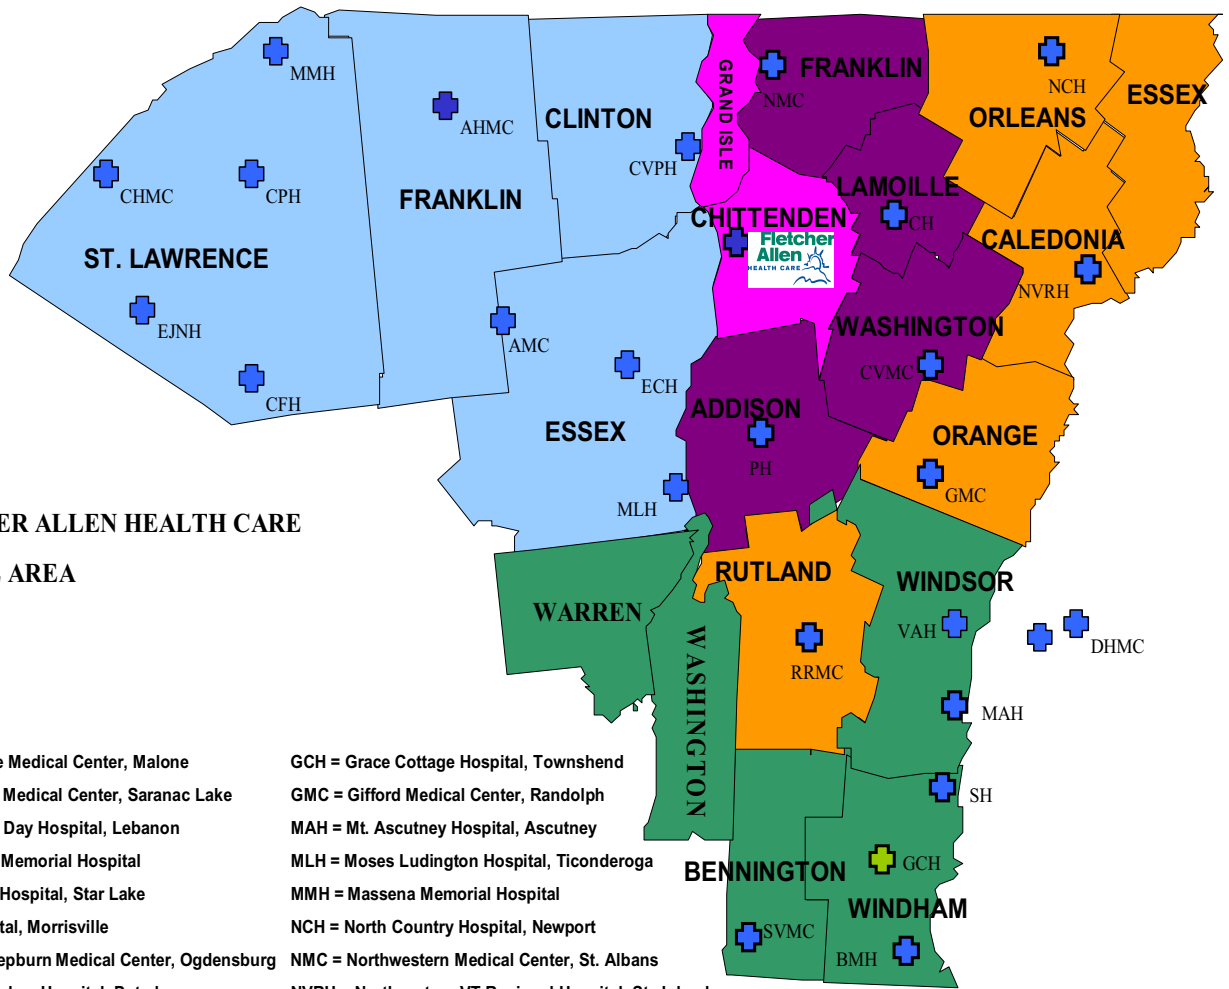 MMH
AHMC
CHMC
CPH
ST. LAWRENCE
EJNH
CFH
FRANKLIN
CLINTON
CVPH
AMC
ECH
ESSEX
MLH
GRAND ISLE
NMC
FRANKLIN
NCH
ORLEANS
ESSEX
LAMOILLE
CH
CHITTENDEN
Fletcher
Allen
HEALTH CARE
CALEDONIA
NVRH
WASHINGTON
CVMC
ADDISON
PH
ORANGE
GMC
ER ALLEN HEALTH CARE
AREA
WARREN
WASHINGTON
RUTLAND
RRMC
WINDSOR
VAH
DHMC
MAH
SH
BENNINGTON
SVMC
GCH
WINDHAM
BMH
Medical Center, Malone
Medical Center, Saranac Lake
Day Hospital, Lebanon
Memorial Hospital
Hospital, Star Lake
tal, Morrisville
epburn Medical Center, Ogdensburg
GCH = Grace Cottage Hospital, Townshend
GMC = Gifford Medical Center, Randolph
MAH = Mt. Ascutney Hospital, Ascutney
MLH = Moses Ludington Hospital, Ticonderoga
MMH = Massena Memorial Hospital
NCH = North Country Hospital, Newport
NMC = Northwestern Medical Center, St. Albans